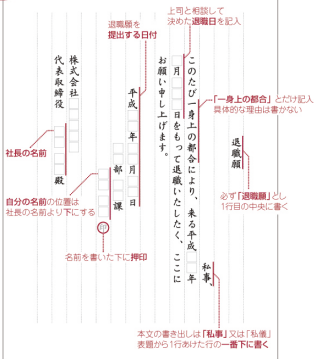 上司と相談して
決めた退職日を記入
退職願を
提出する日付
「一身上の都合」とだけ記入
具体的な理由は書かない
必ず「退職願」とし
1行目の中央に書く
退職願
私事、
このたび一身上の都合により、来る平成□□年
□月□□日をもって退職いたしたく、ここに
お願い申し上げます。
平成□□年□月□日
□□部□□課
□□□□
印
株式会社□□□□
代表取締役□□□□殿
社長の名前
自分の名前の位置は
社長の名前より下にする
名前を書いた下に押印
本文の書き出しは「私事」又は「私儀」
表題から1行あけた行の一番下に書く